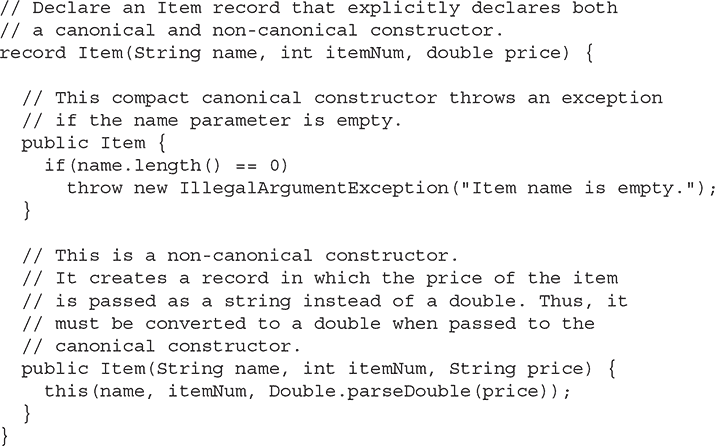 // Declare an Item record that explicitly declares both
// a canonical and non-canonical constructor.
record Item(String name, int itemNum, double price) {

  // This compact canonical constructor throws an exception
  // if the name parameter is empty.
  public Item {
    if(name.length() == 0)
      throw new IllegalArgumentException("Item name is empty.");
  }

  // This is a non-canonical constructor.
  // It creates a record in which the price of the item
  // is passed as a string instead of a double. Thus, it
  // must be converted to a double when passed to the
  // canonical constructor.
  public Item(String name, int itemNum, String price) {
    this(name, itemNum, Double.parseDouble(price));
  }
}